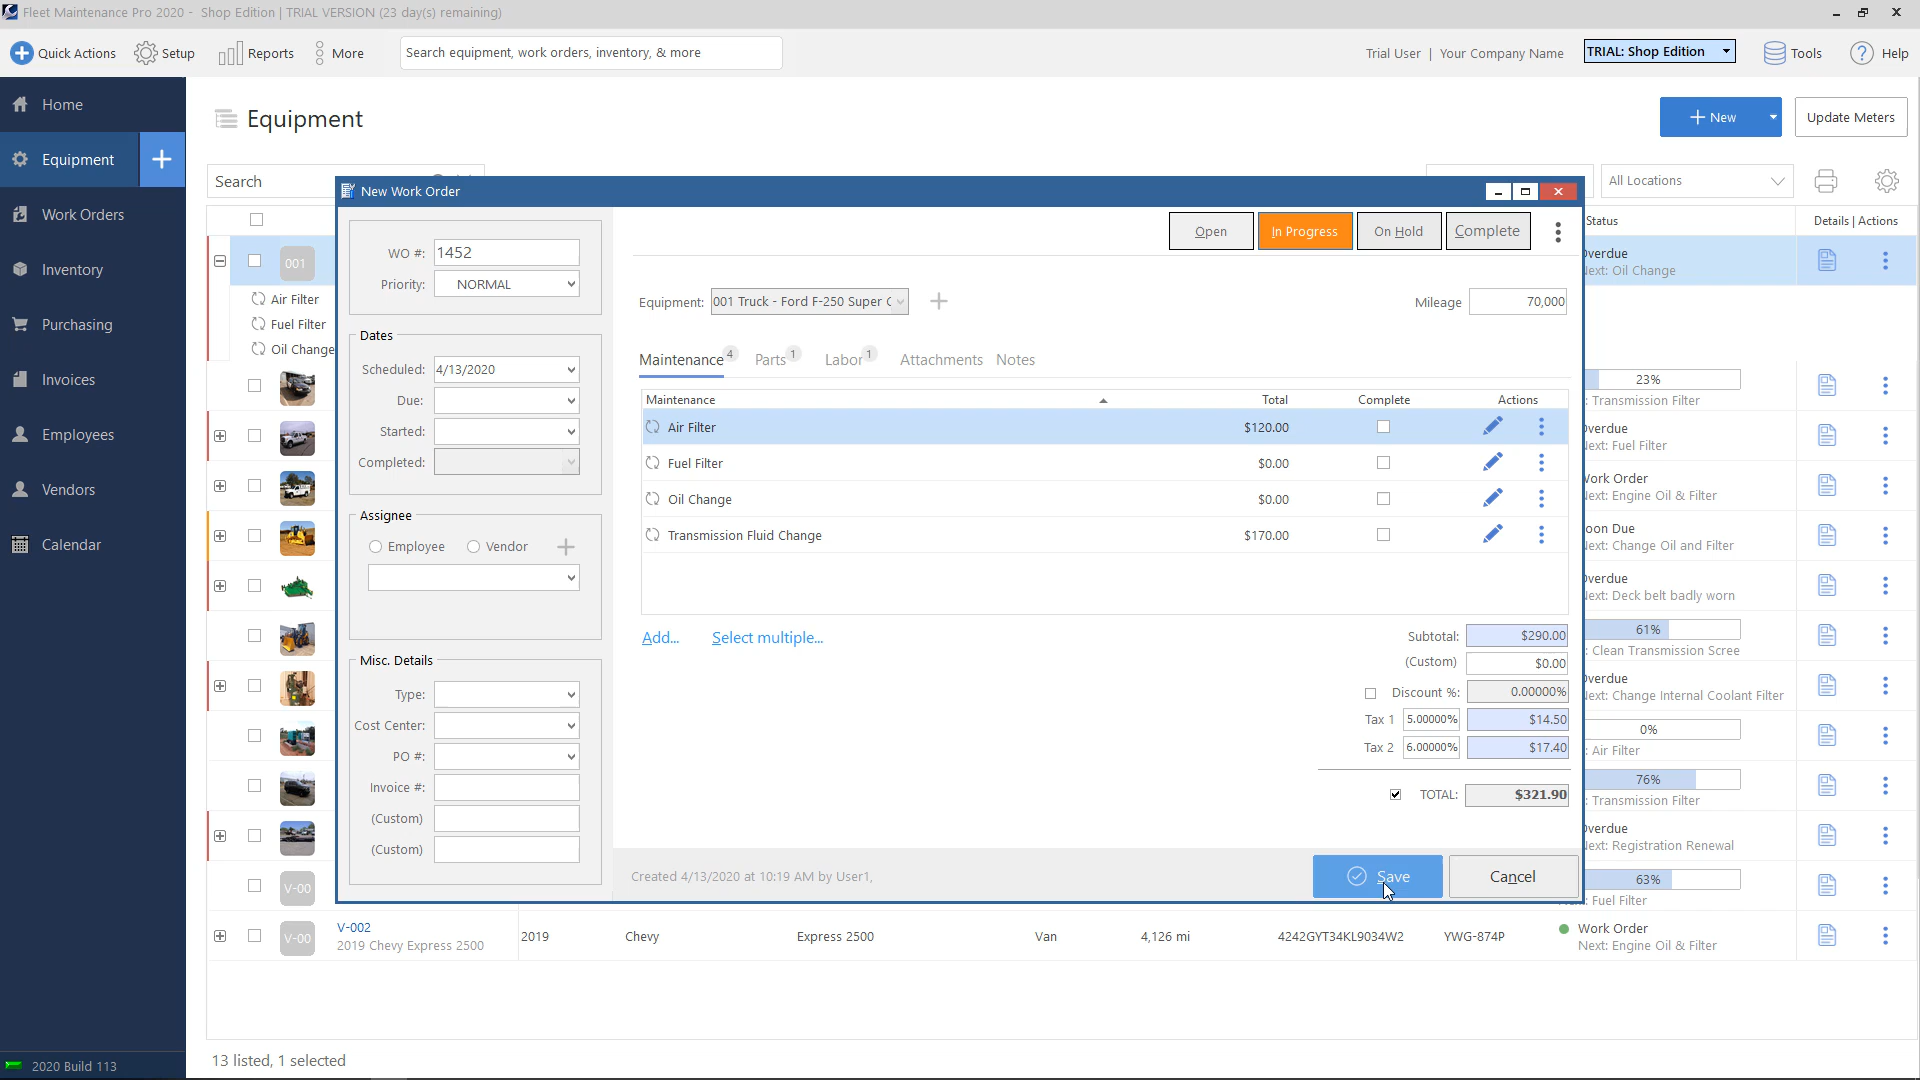 Fleet Maintenance Pro 2020 - Shop Edition | TRIAL VERSION (23 day(s) remaining)
Quick Actions
Setup
Reports
More
Search equipment, work orders, inventory, & more
Trial User | Your Company Name
TRIAL: Shop Edition
Tools
Help
Home
Equipment
Work Orders
Inventory
Purchasing
Invoices
Employees
Vendors
Calendar
2020 Build 113
Equipment
New
Update Meters
Search
All Locations
Status
Details | Actions
001
Air Filter
Fuel Filter
Oil Change
New Work Order
WO #: 1452
Priority: NORMAL
Dates
Scheduled: 4/13/2020
Due:
Started:
Completed:
Assignee
Employee
Vendor
Misc. Details
Type:
Cost Center:
PO #:
Invoice #:
(Custom)
(Custom)
Open
In Progress
On Hold
Complete
Equipment: 001 Truck - Ford F-250 Super
Mileage 70,000
Maintenance 4
Parts 1
Labor 1
Attachments
Notes
Maintenance Total Complete Actions
Air Filter $120.00
Fuel Filter $0.00
Oil Change $0.00
Transmission Fluid Change $170.00
Add...
Select multiple...
Subtotal: $290.00
(Custom) $0.00
Discount %: 0.00000%
Tax 1 5.00000% $14.50
Tax 2 6.00000% $17.40
TOTAL: $321.90
Created 4/13/2020 at 10:19 AM by User1,
Save
Cancel
verdue
ext: Oil Change
23%
: Transmission Filter
verdue
ext: Fuel Filter
ork Order
ext: Engine Oil & Filter
oon Due
ext: Change Oil and Filter
verdue
ext: Deck belt badly worn
61%
: Clean Transmission Scree
verdue
ext: Change Internal Coolant Filter
0%
: Air Filter
76%
: Transmission Filter
verdue
ext: Registration Renewal
V-00
63%
: Fuel Filter
V-00
V-002
2019 Chevy Express 2500
2019 Chevy Express 2500 Van 4,126 mi 4242GYT34KL9034W2 YWG-874P
Work Order
Next: Engine Oil & Filter
13 listed, 1 selected